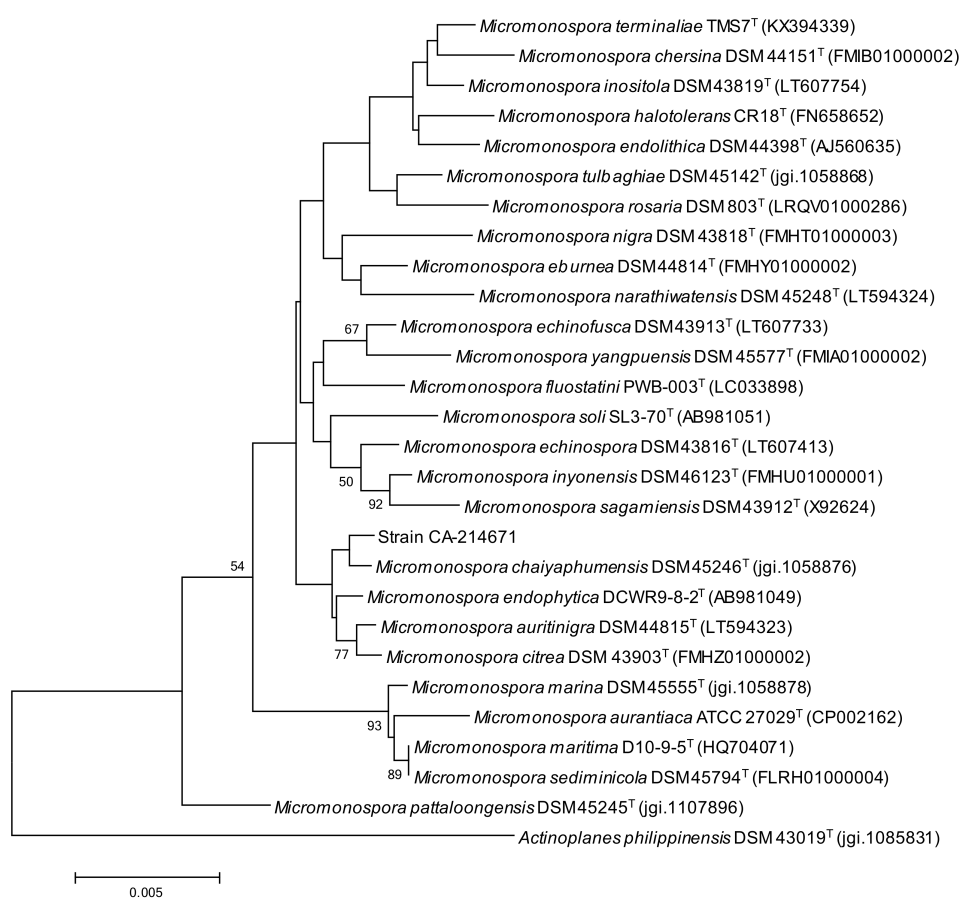 Micromonospora terminaliae TMS7T (KX394339)
Micromonospora chersina DSM 44151T (FMIB01000002)
Micromonospora inositola DSM43819T (LT607754)
Micromonospora halotolerans CR18T (FN658652)
Micromonospora endolithica DSM44398T (AJ560635)
Micromonospora tulbaghiae DSM45142T (jgi.1058868)
Micromonospora rosaria DSM 803T (LRQV01000286)
Micromonospora nigra DSM 43818T (FMHT01000003)
Micromonospora eburnea DSM44814T (FMHY01000002)
Micromonospora narathiwatensis DSM 45248T (LT594324)
67 Micromonospora echinofusca DSM43913T (LT607733)
Micromonospora yangpuensis DSM 45577T (FMIA01000002)
Micromonospora fluostatini PWB-003T (LC033898)
Micromonospora soli SL3-70T (AB981051)
Micromonospora echinospora DSM43816T (LT607413)
50 Micromonospora inyonensis DSM46123T (FMHU01000001)
92 Micromonospora sagamiensis DSM43912T (X92624)
Strain CA-214671
54 Micromonospora chaiyaphumensis DSM45246T (jgi.1058876)
Micromonospora endophytica DCWR9-8-2T (AB981049)
Micromonospora auritinigra DSM44815T (LT594323)
77 Micromonospora citrea DSM 43903T (FMHZ01000002)
Micromonospora marina DSM45555T (jgi.1058878)
93 Micromonospora aurantiaca ATCC 27029T (CP002162)
Micromonospora maritima D10-9-5T (HQ704071)
89 Micromonospora sediminicola DSM45794T (FLRH01000004)
Micromonospora pattaloongensis DSM45245T (jgi.1107896)
Actinoplanes philippinensis DSM 43019T (jgi.1085831)
0.005